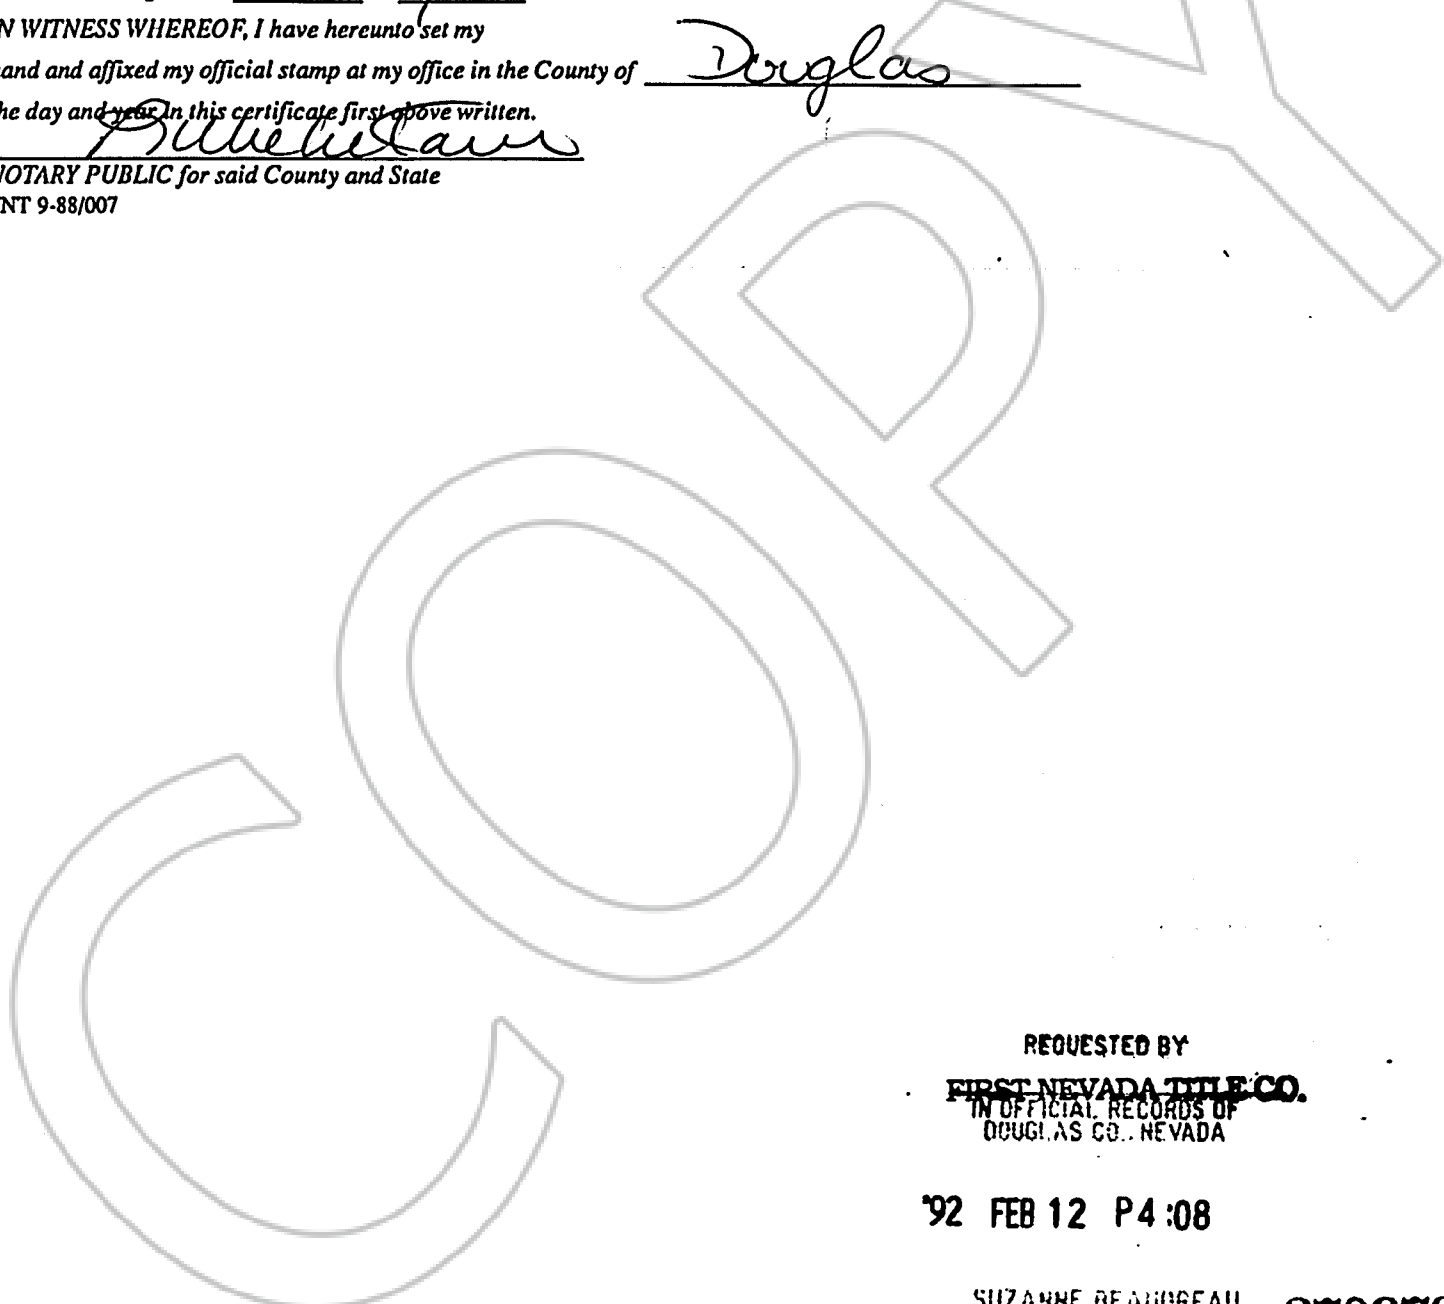 N WITNESS WHEREOF, I have hereunto set my
and and affixed my official stamp at my office in the County of Douglas
he day and year in this certificate first above written.
NOTARY PUBLIC for said County and State
NT 9-88/007
COPY
REQUESTED BY
FIRST NEVADA TITLE CO.
IN OFFICIAL RECORDS OF
DOUGLAS CO., NEVADA
'92 FEB 12 P4:08
SUZANNE BEAUDREAU